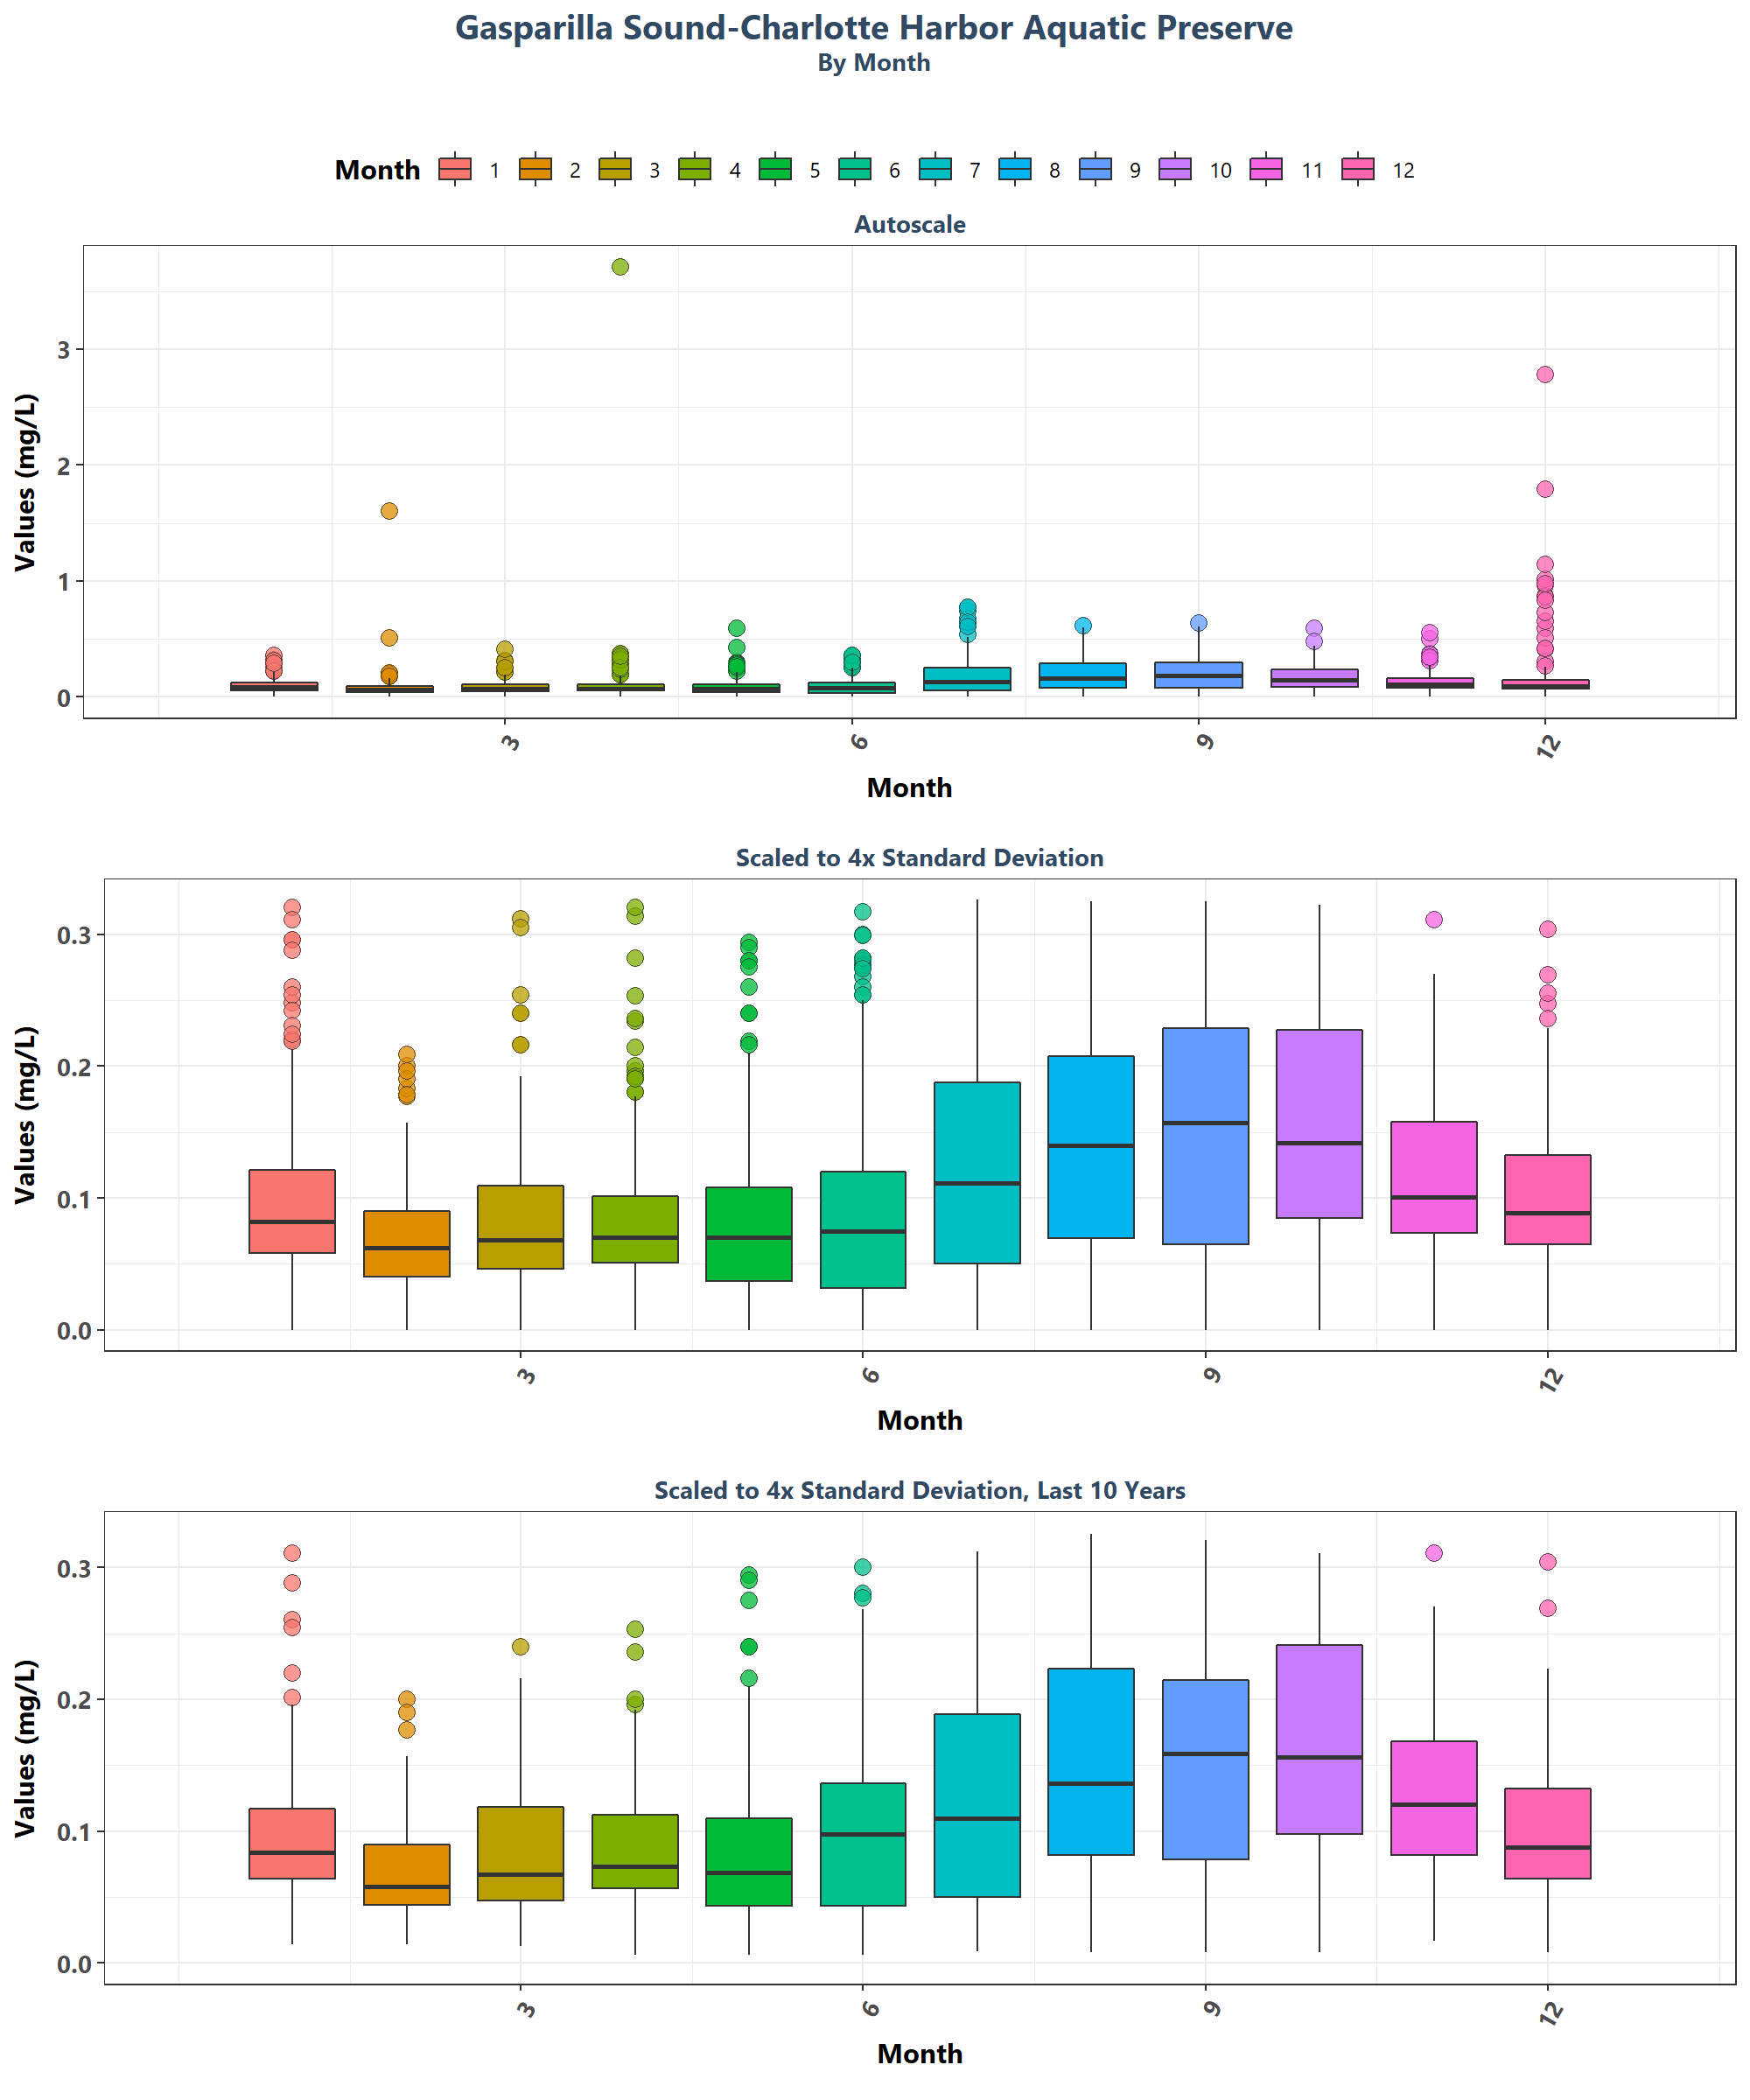 Gasparilla Sound-Charlotte Harbor Aquatic Preserve
By Month
Month 1 2 3 4 5 6 7 8 9 10 11 12
Autoscale
Values (mg/L)
3
2
1
0
3 6 9 12
Month
Scaled to 4x Standard Deviation
Values (mg/L)
0.3
0.2
0.1
0.0
3 6 9 12
Month
Scaled to 4x Standard Deviation, Last 10 Years
Values (mg/L)
0.3
0.2
0.1
0.0
3 6 9 12
Month